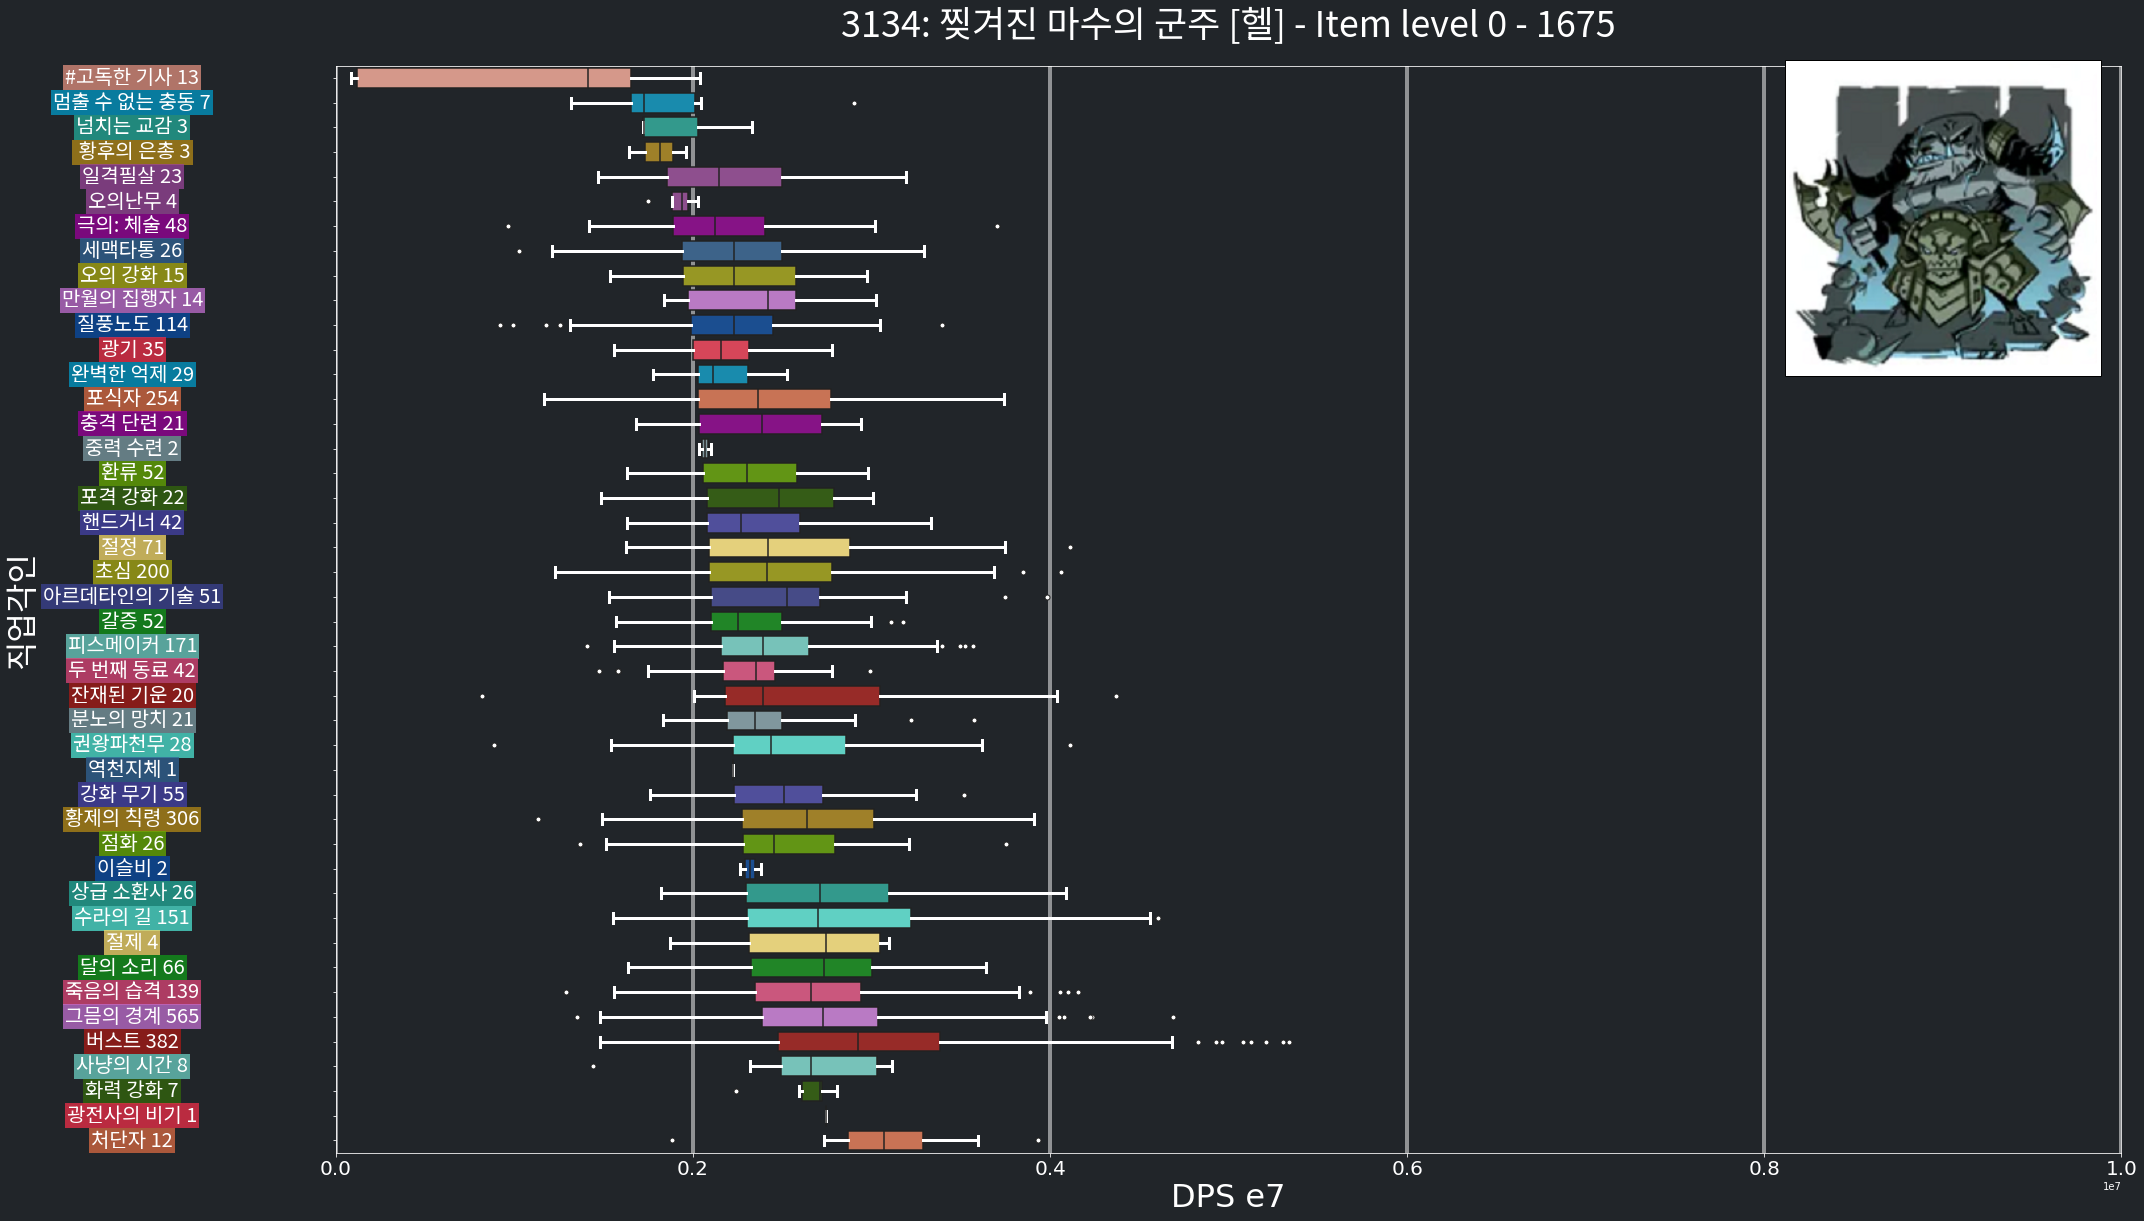 3134: 찢겨진 마수의 군주 [헬] - Item level 0 - 1675
직업각인
#고독한 기사 13
멈출 수 없는 충동 7
넘치는 교감 3
황후의 은총 3
일격필살 23
오의난무 4
극의: 체술 48
세맥타통 26
오의 강화 15
만월의 집행자 14
질풍노도 114
광기 35
완벽한 억제 29
포식자 254
충격 단련 21
중력 수련 2
환류 52
포격 강화 22
핸드거너 42
절정 71
초심 200
아르데타인의 기술 51
갈증 52
피스메이커 171
두 번째 동료 42
잔재된 기운 20
분노의 망치 21
권왕파천무 28
역천지체 1
강화 무기 55
황제의 칙령 306
점화 26
이슬비 2
상급 소환사 26
수라의 길 151
절제 4
달의 소리 66
죽음의 습격 139
그믐의 경계 565
버스트 382
사냥의 시간 8
화력 강화 7
광전사의 비기 1
처단자 12
0.0 0.2 0.4 0.6 0.8 1.0
1e7
DPS e7